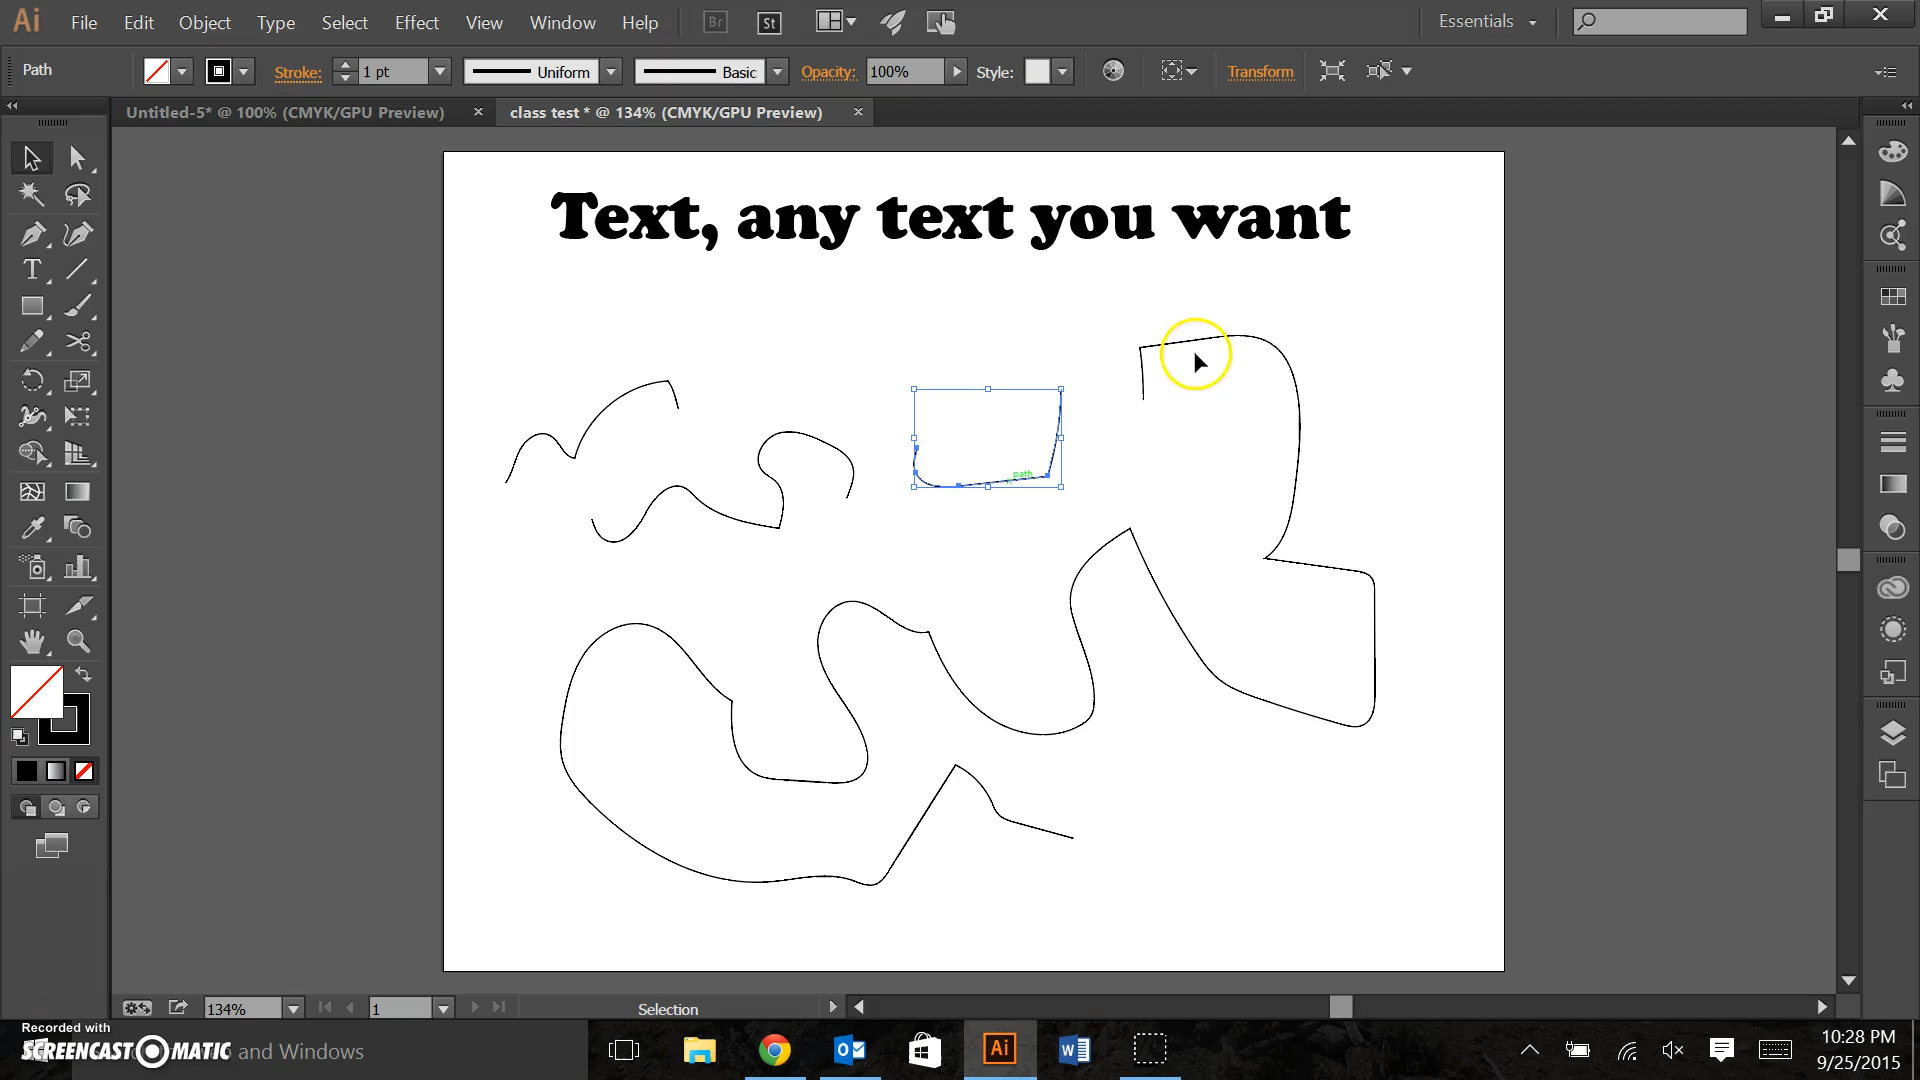 Ai File Edit Object Type Select Effect View Window Help Br St Essentials
Path Stroke: 1 pt Uniform Basic Opacity: 100% Style: Transform
Untitled-5* @ 100% (CMYK/GPU Preview) class test * @ 134% (CMYK/GPU Preview)
Text, any text you want
path
134% 1 Selection
Recorded with
SCREENCAST MATIC and Windows
Ai
10:28 PM
9/25/2015